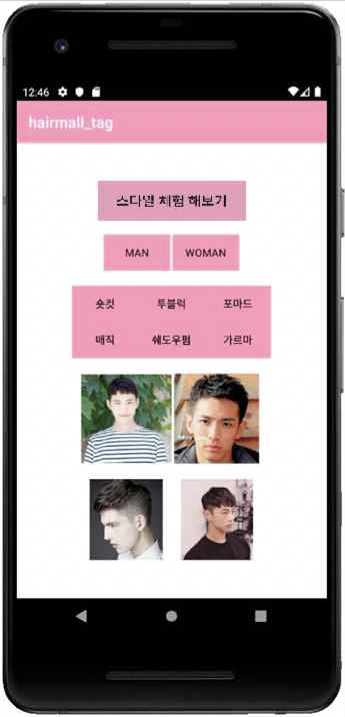 12:46
hairmall_tag
스타일 체험 해보기
MAN WOMAN
숏컷 투블럭 포마드
매직 쉐도우펌 가르마